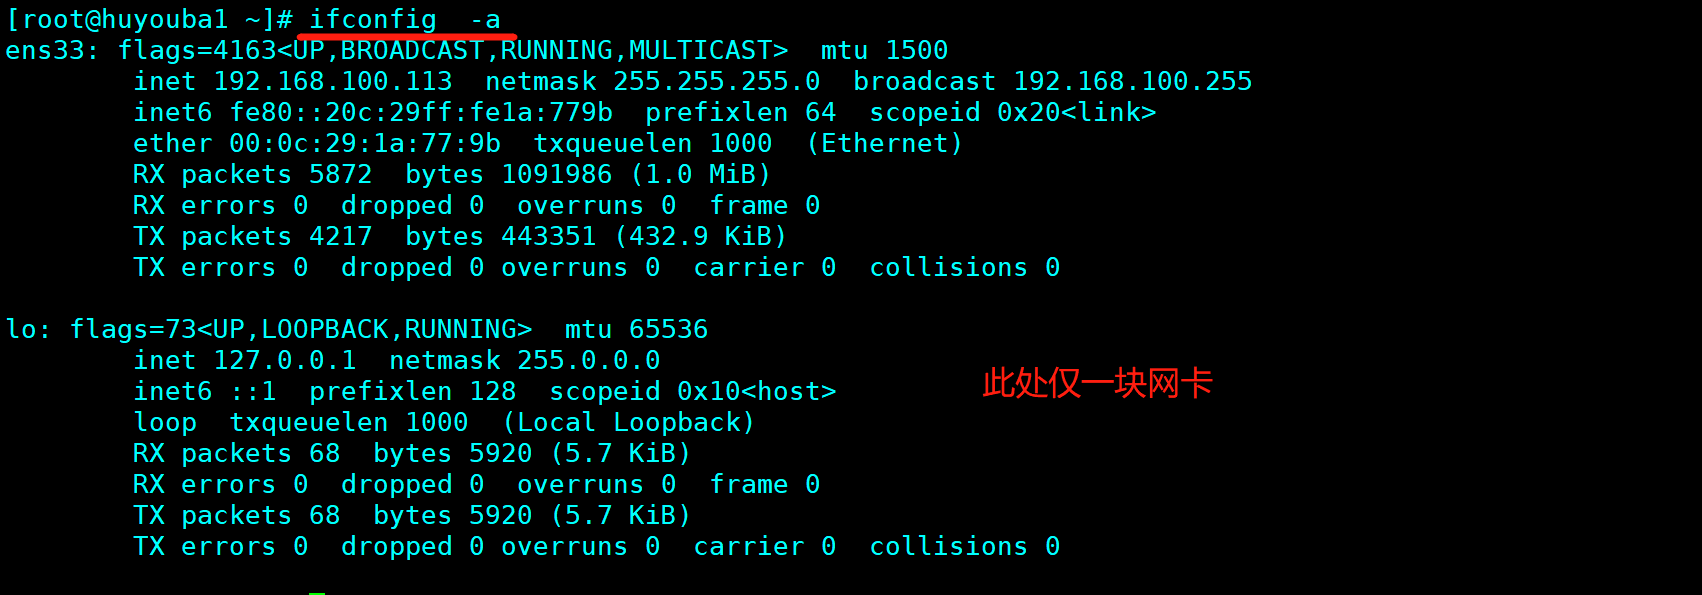 [root@huyouba1 ~]# ifconfig  -a
ens33: flags=4163<UP,BROADCAST,RUNNING,MULTICAST>  mtu 1500
        inet 192.168.100.113  netmask 255.255.255.0  broadcast 192.168.100.255
        inet6 fe80::20c:29ff:fe1a:779b  prefixlen 64  scopeid 0x20<link>
        ether 00:0c:29:1a:77:9b  txqueuelen 1000  (Ethernet)
        RX packets 5872  bytes 1091986 (1.0 MiB)
        RX errors 0  dropped 0  overruns 0  frame 0
        TX packets 4217  bytes 443351 (432.9 KiB)
        TX errors 0  dropped 0 overruns 0  carrier 0  collisions 0
lo: flags=73<UP,LOOPBACK,RUNNING>  mtu 65536
        inet 127.0.0.1  netmask 255.0.0.0
        inet6 ::1  prefixlen 128  scopeid 0x10<host>
此处仅一块网卡
        loop  txqueuelen 1000  (Local Loopback)
        RX packets 68  bytes 5920 (5.7 KiB)
        RX errors 0  dropped 0  overruns 0  frame 0
        TX packets 68  bytes 5920 (5.7 KiB)
        TX errors 0  dropped 0 overruns 0  carrier 0  collisions 0